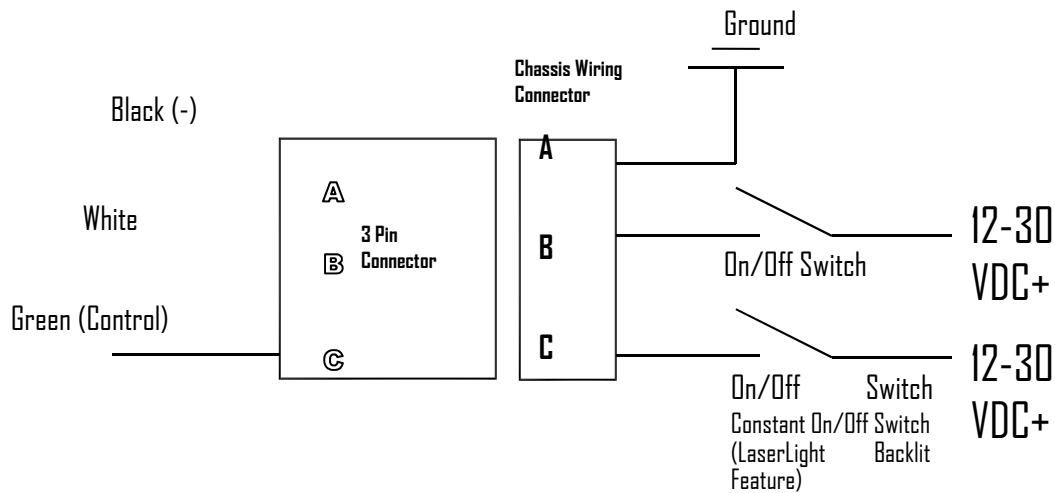 Ground
Chassis Wiring
Connector
Black (-)
A
A
White
3 Pin
Connector
B
B
12-30
VDC+
On/Off Switch
Green (Control)
C
C
12-30
VDC+
On/Off Switch
Constant On/Off Switch
(LaserLight Backlit
Feature)